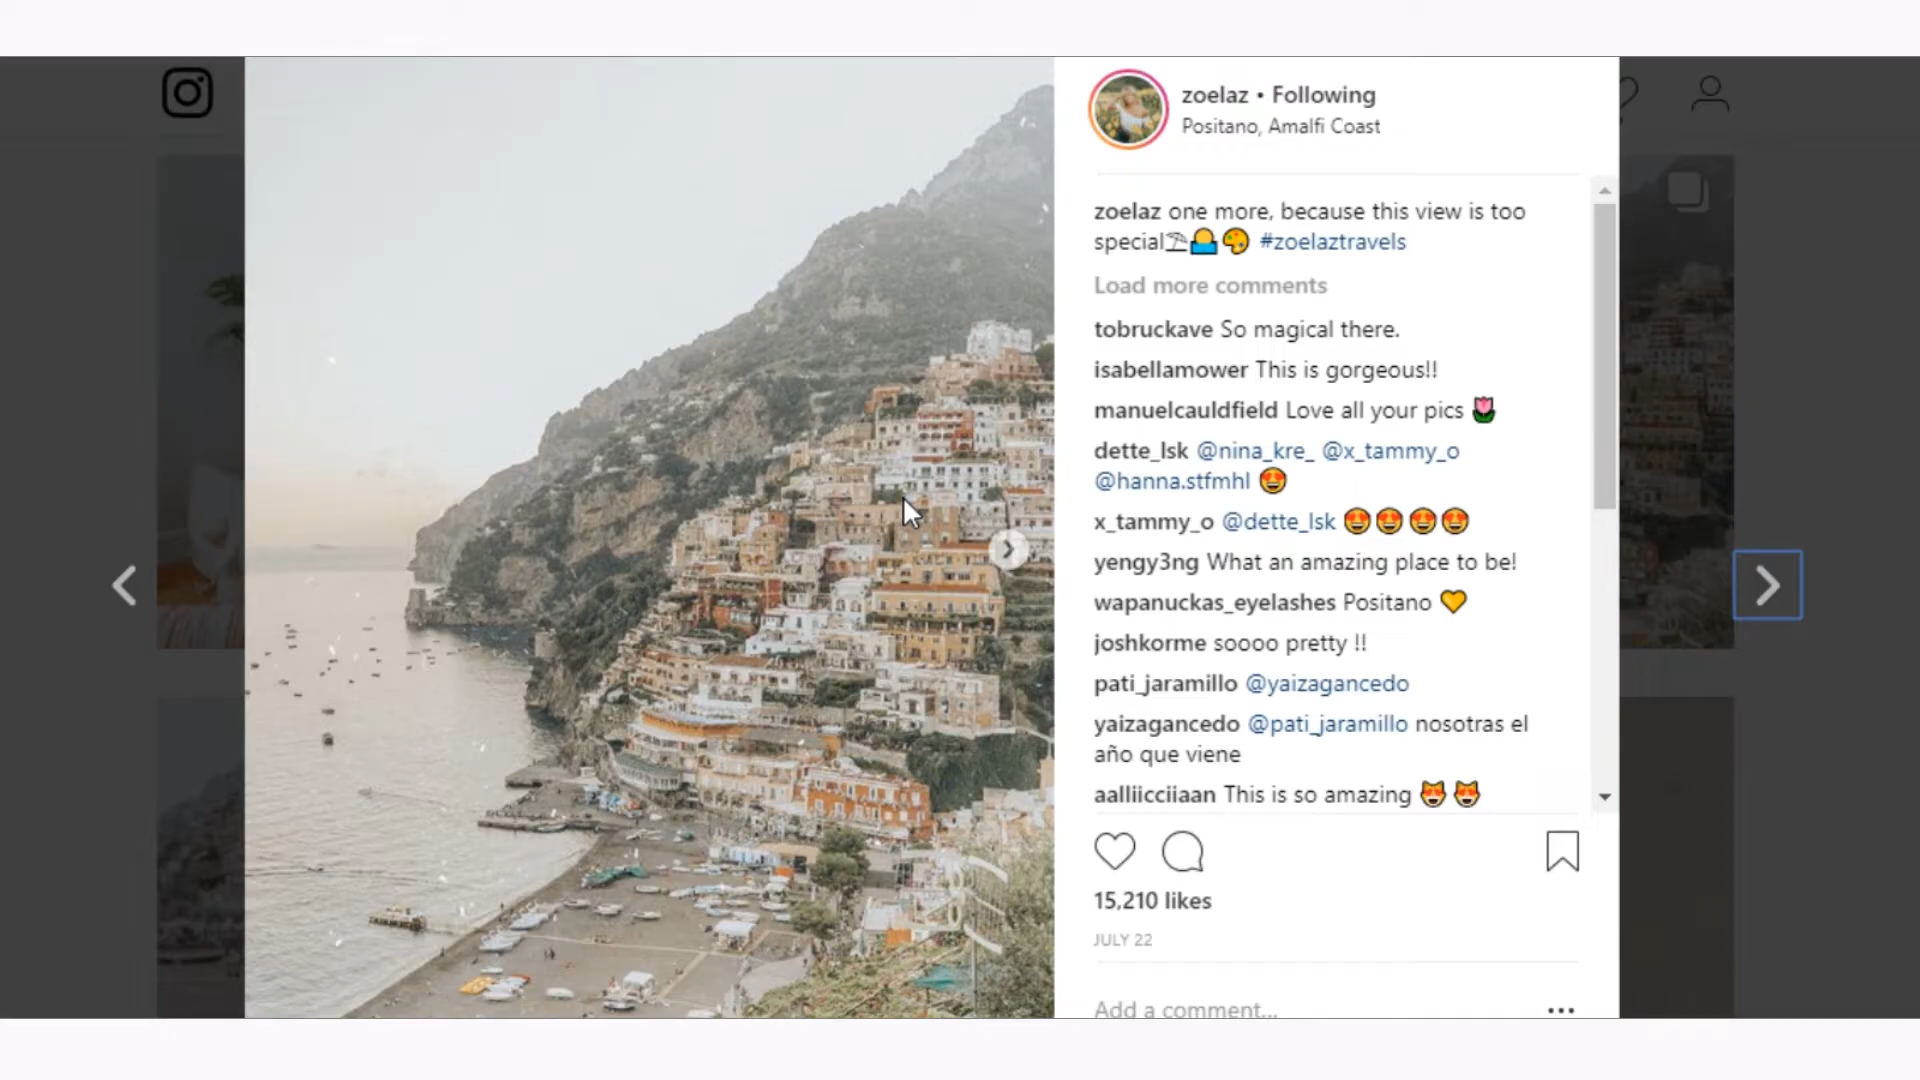 zoelaz • Following
Positano, Amalfi Coast
zoelaz one more, because this view is too
special⛱🌅🎨 #zoelaztravels
Load more comments
tobruckave So magical there.
isabellamower This is gorgeous!!
manuelcauldfield Love all your pics 🌷
dette_lsk @nina_kre_ @x_tammy_o
@hanna.stfmhl 😍
x_tammy_o @dette_lsk 😍😍😍😍
yengy3ng What an amazing place to be!
wapanuckas_eyelashes Positano 💛
joshkorme soooo pretty !!
pati_jaramillo @yaizagancedo
yaizagancedo @pati_jaramillo nosotras el
año que viene
aalliicciiaan This is so amazing 😻 😻
15,210 likes
JULY 22
Add a comment...